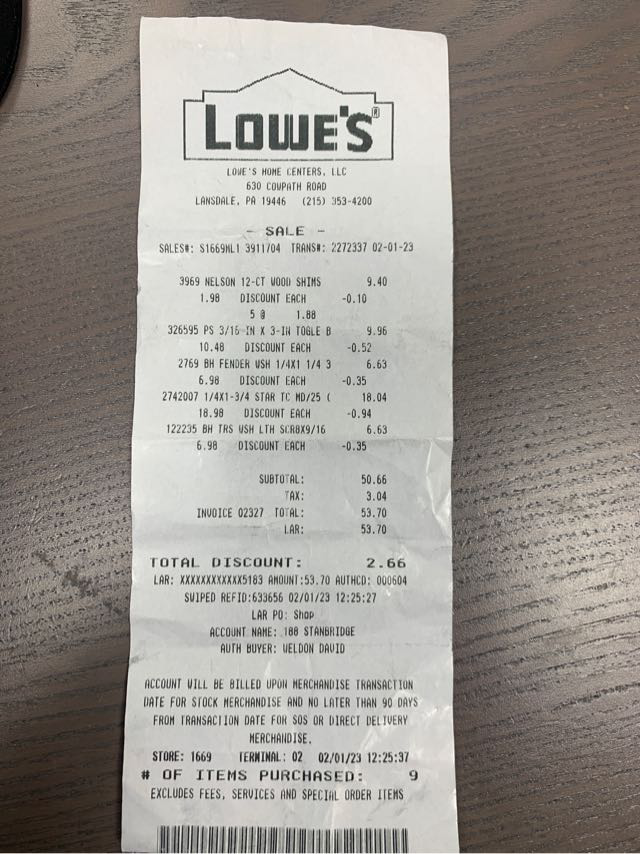 LOWE'S®
LOWE'S HOME CENTERS, LLC
630 COWPATH ROAD
LANSDALE, PA 19446 (215) 353-4200
- SALE -
SALES#: S1669ML1 3911704 TRANS#: 2272337 02-01-23
3969 NELSON 12-CT WOOD SHIMS 9.40
1.98 DISCOUNT EACH -0.10
5 @ 1.88
326595 PS 3/16-IN X 3-IN TOGLE B 9.96
10.48 DISCOUNT EACH -0.52
2769 BH FENDER WSH 1/4X1 1/4 3 6.63
6.98 DISCOUNT EACH -0.35
2742007 1/4X1-3/4 STAR TC MD/25 ( 18.04
18.98 DISCOUNT EACH -0.94
122235 BH TRS WSH LTH SCR8X9/16 6.63
6.98 DISCOUNT EACH -0.35
SUBTOTAL: 50.66
TAX: 3.04
INVOICE 02327 TOTAL: 53.70
LAR: 53.70
TOTAL DISCOUNT: 2.66
LAR: XXXXXXXXXXXX5183 AMOUNT:53.70 AUTHCD: 000604
SWIPED REFID:633656 02/01/23 12:25:27
LAR PO: Shop
ACCOUNT NAME: 188 STANBRIDGE
AUTH BUYER: WELDON DAVID
ACCOUNT WILL BE BILLED UPON MERCHANDISE TRANSACTION
DATE FOR STOCK MERCHANDISE AND NO LATER THAN 90 DAYS
FROM TRANSACTION DATE FOR SOS OR DIRECT DELIVERY
MERCHANDISE.
STORE: 1669 TERMINAL: 02 02/01/23 12:25:37
# OF ITEMS PURCHASED: 9
EXCLUDES FEES, SERVICES AND SPECIAL ORDER ITEMS